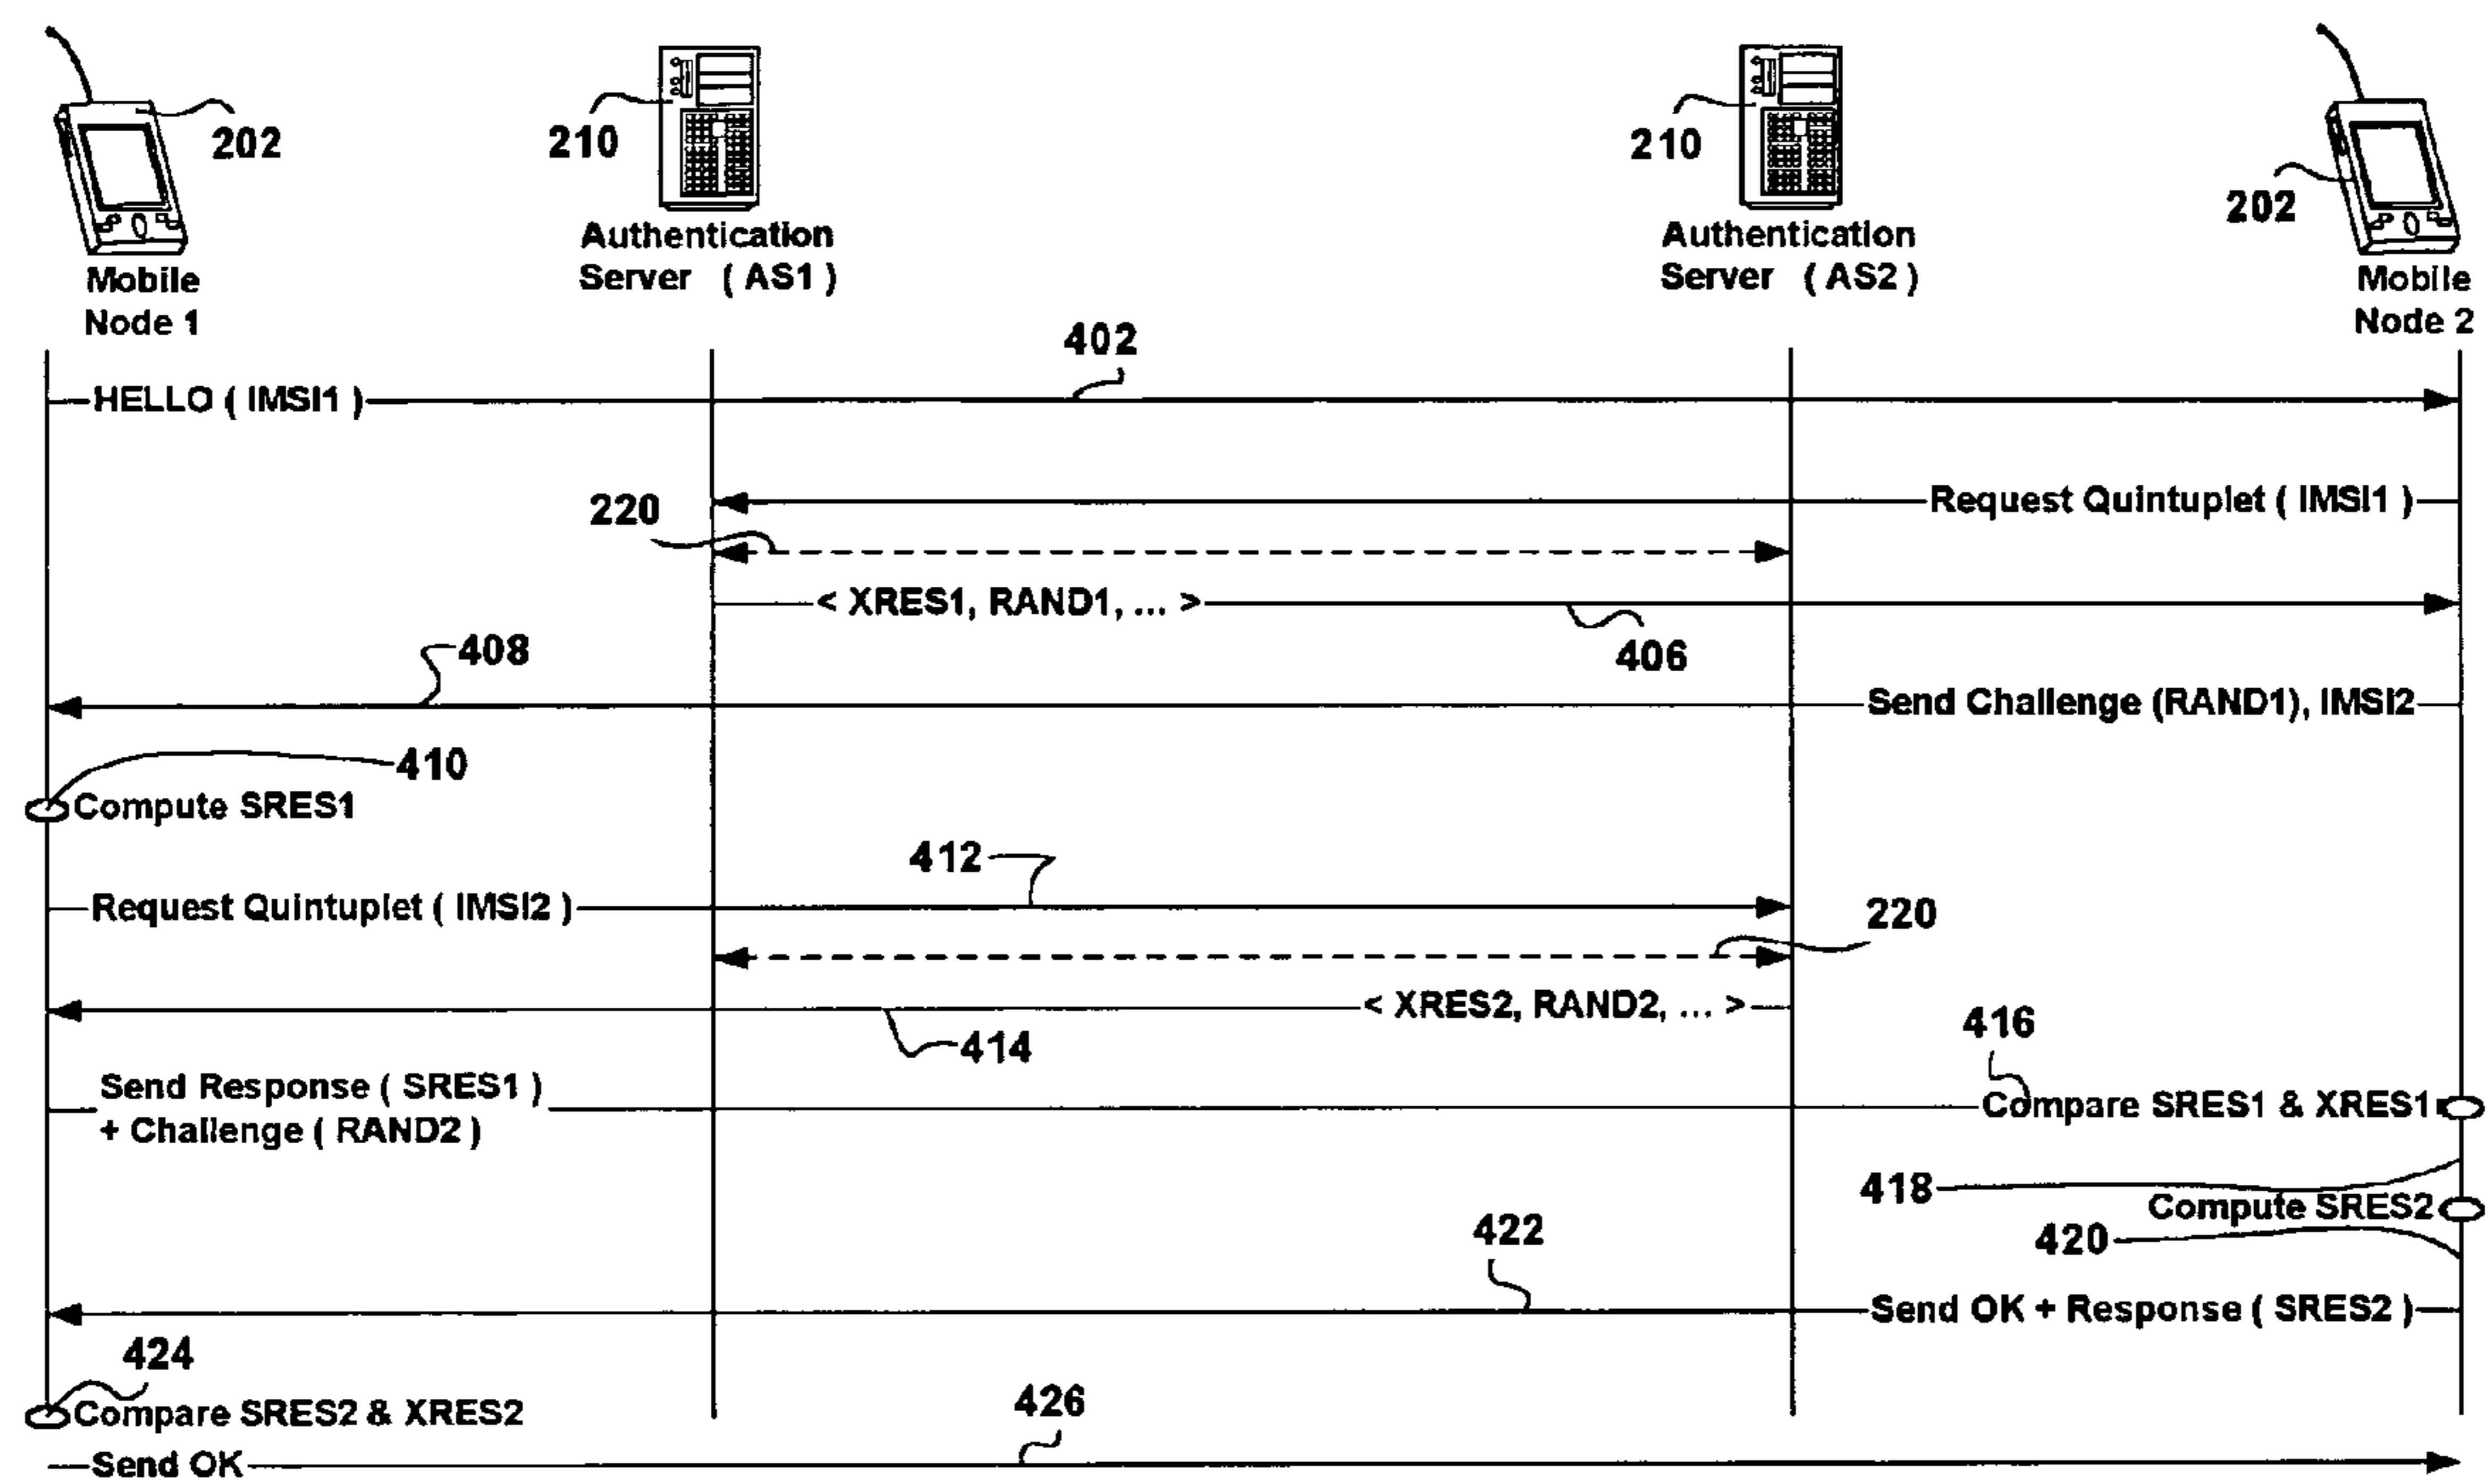 202
210
210
202
Authentication
Server ( AS1 )
Authentication
Server ( AS2 )
Mobile
Node 1
Mobile
Node 2
402
HELLO ( IMSI1 )
220
Request Quintuplet ( IMSI1 )
< XRES1, RAND1, ... >
406
408
Send Challenge (RAND1), IMSI2
410
Compute SRES1
412
Request Quintuplet ( IMSI2 )
220
< XRES2, RAND2, ... >
414
416
Send Response ( SRES1 )
+ Challenge ( RAND2 )
Compare SRES1 & XRES1
418
Compute SRES2
420
422
Send OK + Response ( SRES2 )
424
Compare SRES2 & XRES2
426
Send OK